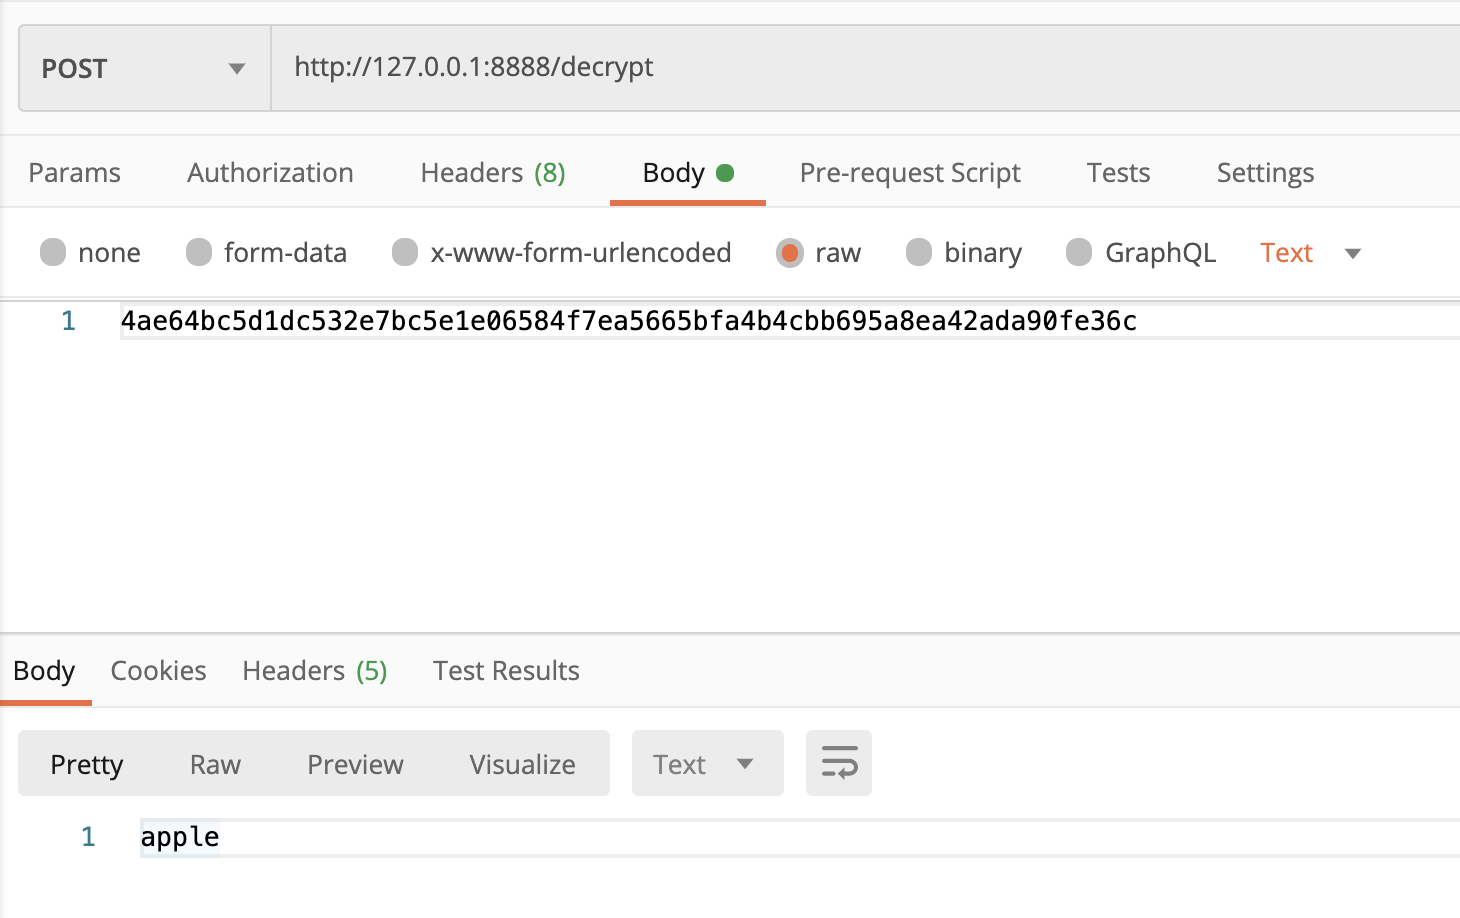 POST http://127.0.0.1:8888/decrypt
Params Authorization Headers (8) Body Pre-request Script Tests Settings
none form-data x-www-form-urlencoded raw binary GraphQL Text
1 4ae64bc5d1dc532e7bc5e1e06584f7ea5665bfa4b4cbb695a8ea42ada90fe36c
Body Cookies Headers (5) Test Results
Pretty Raw Preview Visualize Text
1 apple